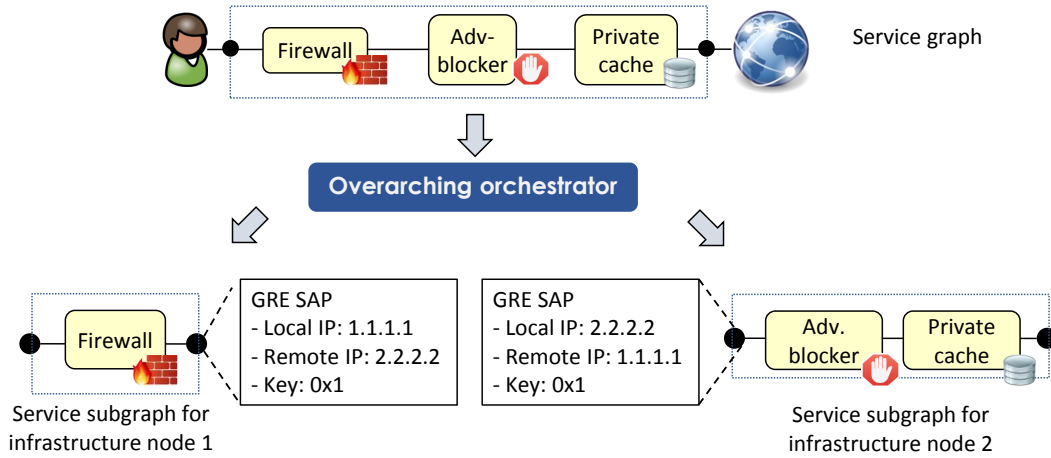 Service graph
Firewall
Adv-
blocker
Private
cache
Overarching orchestrator
GRE SAP
- Local IP: 1.1.1.1
- Remote IP: 2.2.2.2
- Key: 0x1
GRE SAP
- Local IP: 2.2.2.2
- Remote IP: 1.1.1.1
- Key: 0x1
Firewall
Adv.
blocker
Private
cache
Service subgraph for
infrastructure node 1
Service subgraph for
infrastructure node 2